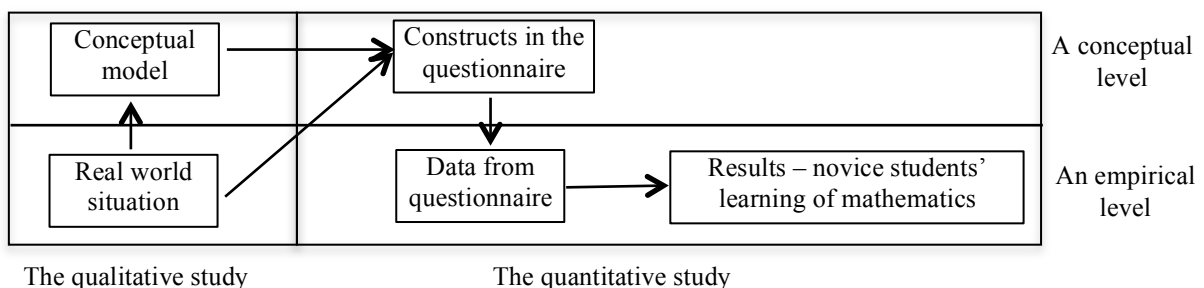 Conceptual
model
Constructs in the
questionnaire
A conceptual
level
Real world
situation
Data from
questionnaire
Results – novice students’
learning of mathematics
An empirical
level
The qualitative study
The quantitative study